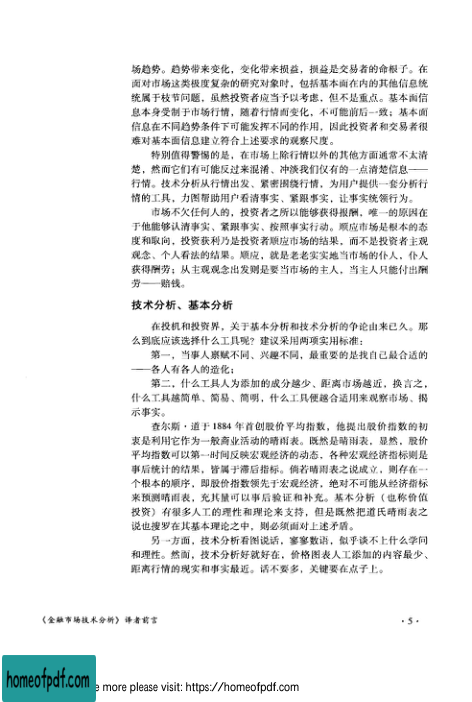 场趋势。趋势带来变化，变化带来损益，损益是交易者的命根子。在
面对市场这类极度复杂的研究对象时，包括基本面在内的其他信息统
统属于枝节问题，虽然投资者应当予以考虑，但不是重点。基本面信
息本身受制于市场行情，随着行情而变化，不可能前后一致；基本面
信息在不同趋势条件下可能发挥不同的作用，因此投资者和交易者很
难对基本面信息建立符合上述要求的观察尺度。
特别值得警惕的是，在市场上除行情以外的其他方面通常不太清
楚，然而它们有可能反过来混淆、冲淡我们仅有的一点清楚信息——
行情。技术分析从行情出发、紧密围绕行情，为用户提供一套分析行
情的工具，力图帮助用户看清事实、紧跟事实，让事实统领行为。
市场不欠任何人的，投资者之所以能够获得报酬，唯一的原因在
于他能够认清事实、紧跟事实、按照事实行动。顺应市场是根本的态
度和取向，投资获利乃是投资者顺应市场的结果，而不是投资者主观
观念、个人看法的结果。顺应，就是老老实实地当市场的仆人，仆人
获得酬劳；从主观观念出发则是要当市场的主人，当主人只能付出酬
劳——赔钱。
技术分析、基本分析
在投机和投资界，关于基本分析和技术分析的争论由来已久。那
么到底应该选择什么工具呢？建议采用两项实用标准：
第一，当事人禀赋不同、兴趣不同，最重要的是找自己最合适的
——各人有各人的造化；
第二，什么工具人为添加的成分越少、距离市场越近，换言之，
什么工具越简单、简易、简明，什么工具便越合适用来观察市场、揭
示事实。
查尔斯·道于 1884 年首创股价平均指数，他提出股价指数的初
衷是利用它作为一般商业活动的晴雨表。既然是晴雨表，显然，股价
平均指数可以第一时间反映宏观经济的动态，各种宏观经济指标则是
事后统计的结果，皆属于滞后指标。倘若晴雨表之说成立，则存在一
个根本的顺序，即股价指数领先于宏观经济，绝对不可能从经济指标
来预测晴雨表，充其量可以事后验证和补充。基本分析（也称价值
投资）有很多人工的理性和理论来支持，但是既然把道氏晴雨表之
说也搜罗在其基本理论之中，则必须面对上述矛盾。
另一方面，技术分析看图说话，寥寥数语，似乎谈不上什么学问
和理性。然而，技术分析好就好在，价格图表人工添加的内容最少、
距离行情的现实和事实最近。话不要多，关键要在点子上。
《金融市场技术分析》译者前言
·5·
homeofpdf.com
e more please visit: https://homeofpdf.com